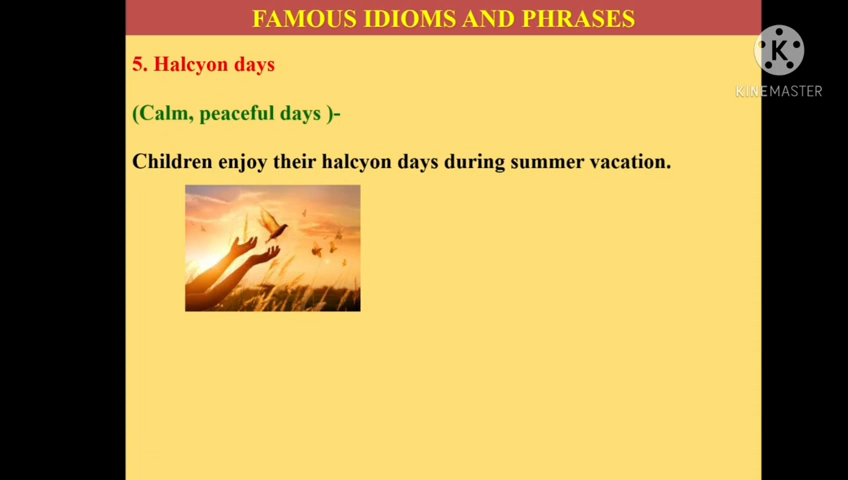 FAMOUS IDIOMS AND PHRASES
5. Halcyon days
K
KINEMASTER
(Calm, peaceful days )-
Children enjoy their halcyon days during summer vacation.